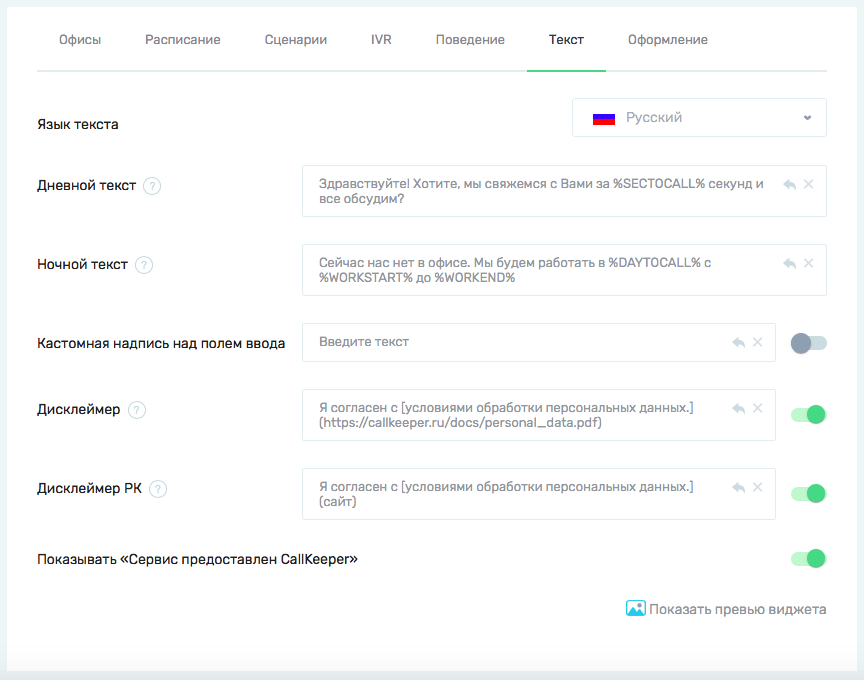 Офисы Расписание Сценарии IVR Поведение Текст Оформление
Язык текста
Русский
Дневной текст ?
Здравствуйте! Хотите, мы свяжемся с Вами за %SECTOCALL% секунд и
все обсудим?
Ночной текст ?
Сейчас нас нет в офисе. Мы будем работать в %DAYTOCALL% с
%WORKSTART% до %WORKEND%
Кастомная надпись над полем ввода
Введите текст
Дисклеймер ?
Я согласен с [условиями обработки персональных данных.]
(https://callkeeper.ru/docs/personal_data.pdf)
Дисклеймер РК ?
Я согласен с [условиями обработки персональных данных.]
(сайт)
Показывать «Сервис предоставлен CallKeeper»
Показать превью виджета